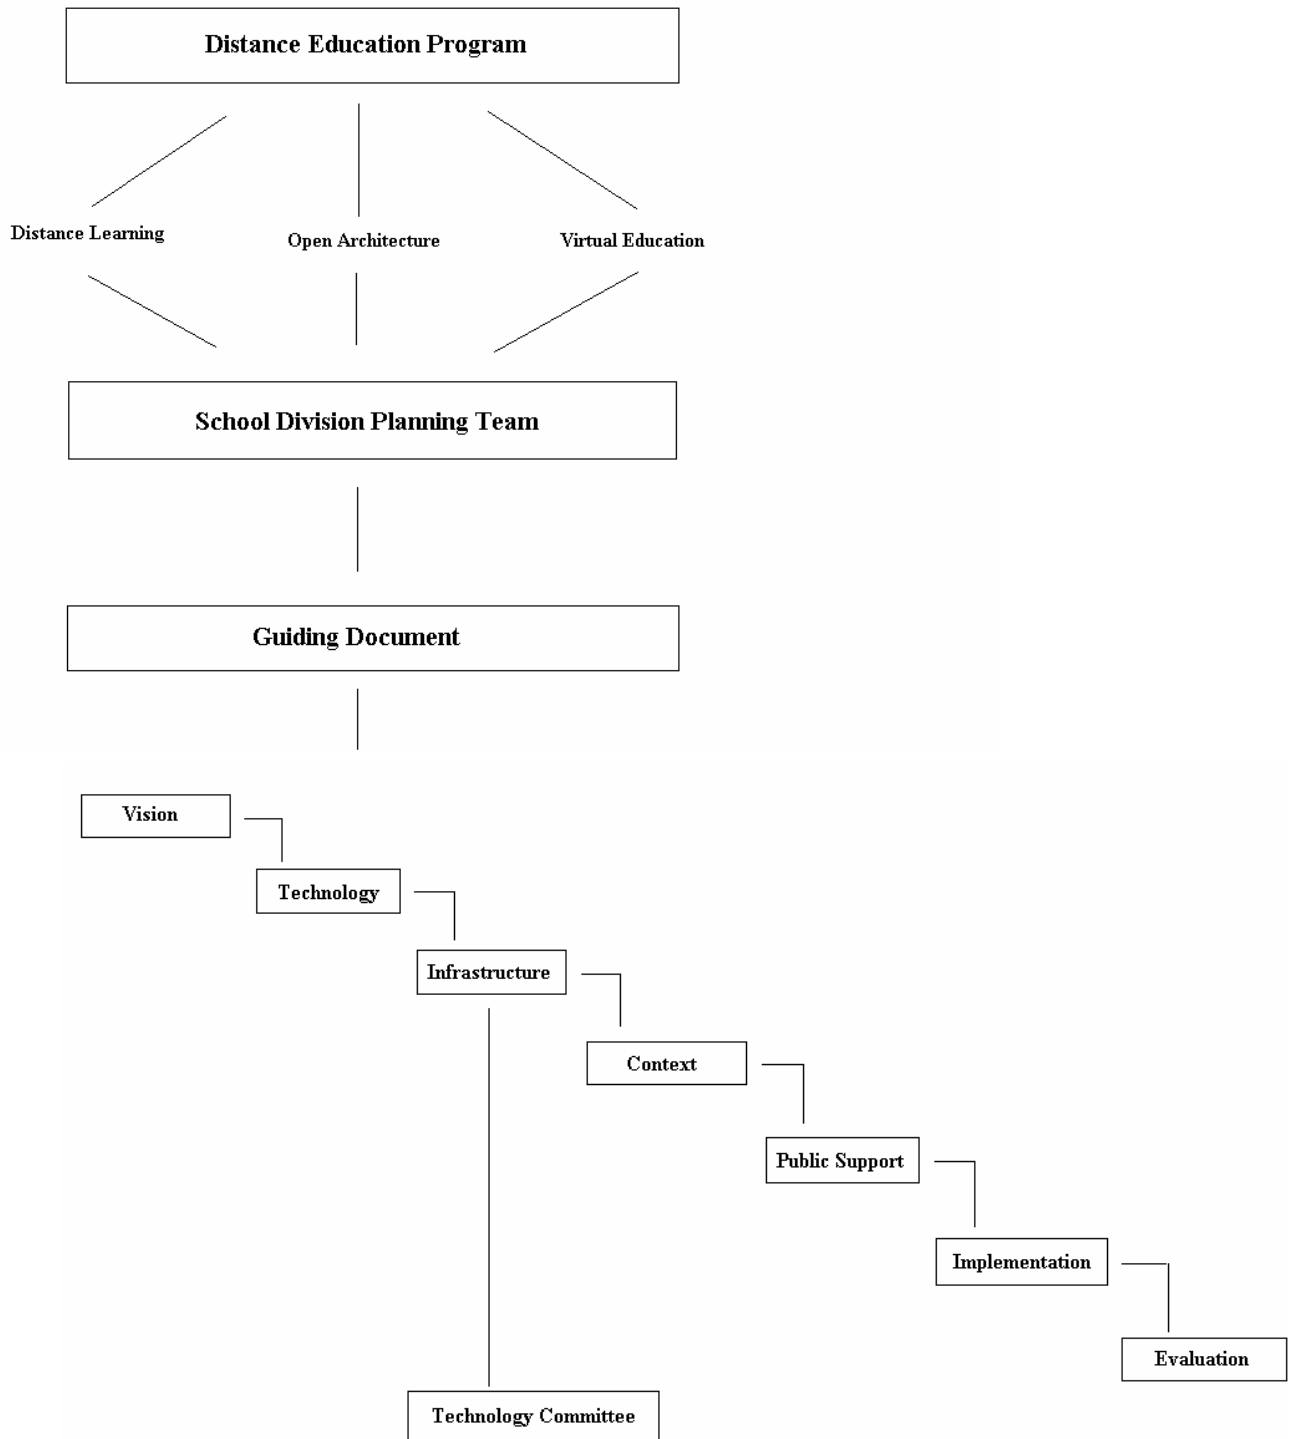 Distance Education Program
Distance Learning
Open Architecture
Virtual Education
School Division Planning Team
Guiding Document
Vision
Technology
Infrastructure
Context
Public Support
Implementation
Evaluation
Technology Committee